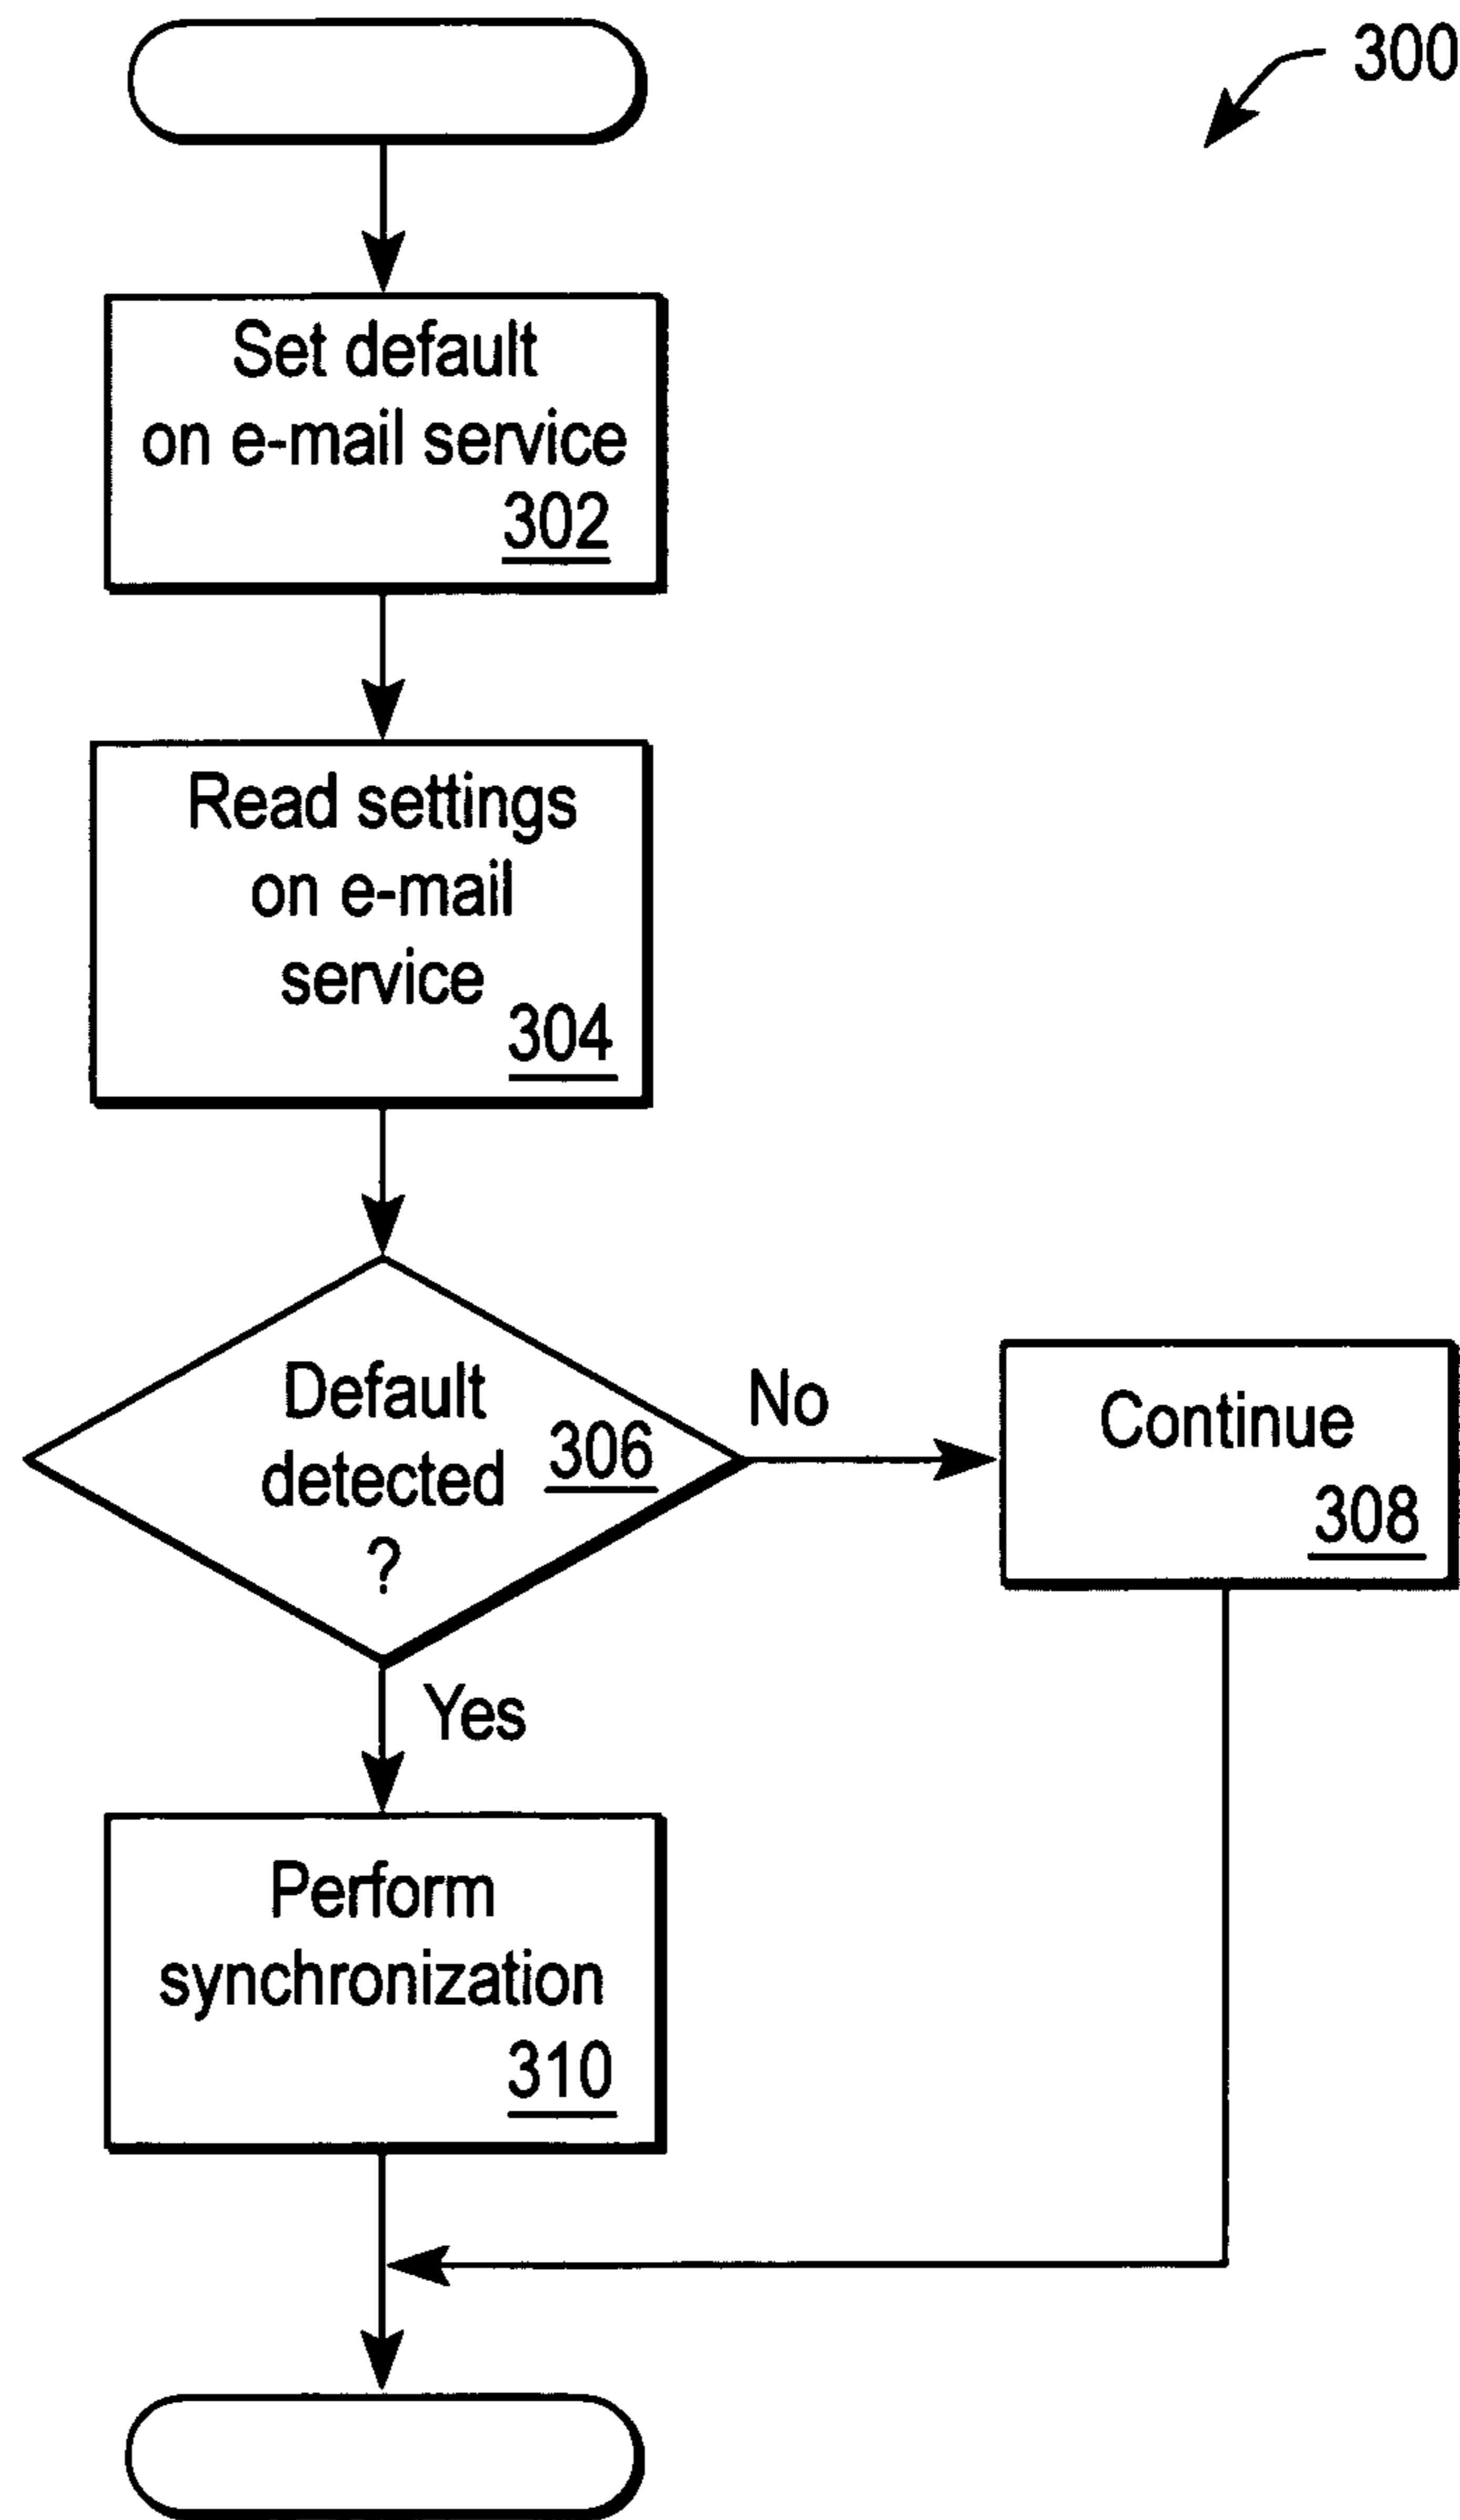 300
Set default
on e-mail service
302
Read settings
on e-mail
service
304
Default
detected
?
306
No
Continue
308
Yes
Perform
synchronization
310